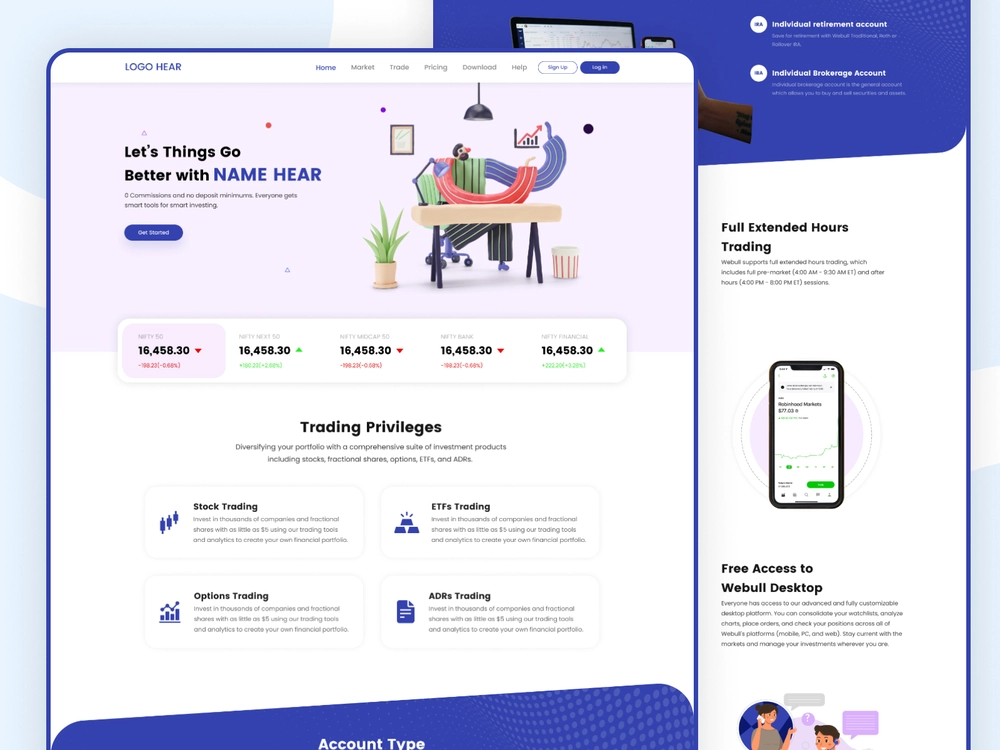 LOGO HEAR
Home Market Trade Pricing Download Help Sign Up Log In
Let's Things Go
Better with NAME HEAR
0 Commissions and no deposit minimums. Everyone gets
smart tools for smart investing.
Get Started
NIFTY 50
16,458.30
-198.23(-0.68%)
NIFTY NEXT 50
16,458.30
NIFTY MIDCAP 50
16,458.30
-198.23(-0.58%)
NIFTY BANK
16,458.30
-198.23(-0.68%)
NIFTY FINANCIAL
16,458.30
Trading Privileges
Diversifying your portfolio with a comprehensive suite of investment products
including stocks, fractional shares, options, ETFs, and ADRs.
Stock Trading
Invest in thousands of companies and fractional
shares with as little as $5 using our trading tools
and analytics to create your own financial portfolio.
ETFs Trading
Invest in thousands of companies and fractional
shares with as little as $5 using our trading tools
and analytics to create your own financial portfolio.
Options Trading
Invest in thousands of companies and fractional
shares with as little as $5 using our trading tools
and analytics to create your own financial portfolio.
ADRs Trading
Invest in thousands of companies and fractional
shares with as little as $5 using our trading tools
and analytics to create your own financial portfolio.
Account Type
IRA
Individual retirement account
Save for retirement with Webull Traditional, Roth or
Rollover IRA.
IBA
Individual Brokerage Account
Individual brokerage account is the general account
which allows you to buy and sell securities and assets.
Full Extended Hours
Trading
Webull supports full extended hours trading, which
includes full pre-market (4:00 AM - 9:30 AM ET) and after
hours (4:00 PM - 8:00 PM ET) sessions.
Robinhood Markets
$77.03
Free Access to
Webull Desktop
Everyone has access to our advanced and fully customizable
desktop platform. You can consolidate your watchlists, analyze
charts, place orders, and check your positions across all of
Webull's platforms (mobile, PC, and web). Stay current with the
markets and manage your investments wherever you are.
?